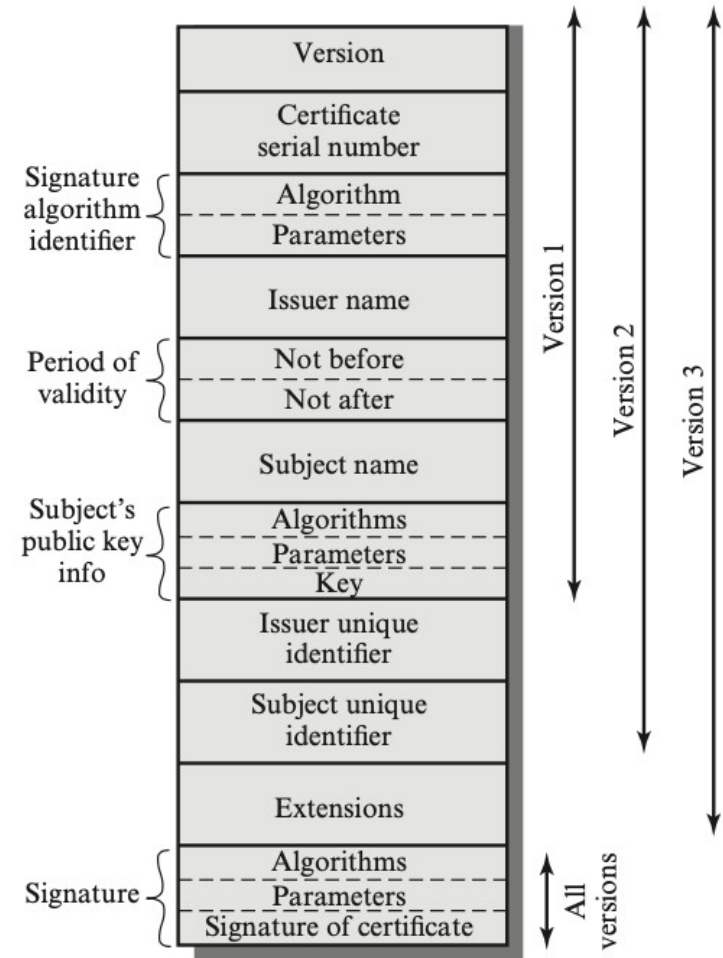 Version
Certificate
serial number
Signature
algorithm
identifier
Algorithm
Parameters
Issuer name
Period of
validity
Not before
Not after
Subject name
Subject's
public key
info
Algorithms
Parameters
Key
Issuer unique
identifier
Subject unique
identifier
Extensions
Signature
Algorithms
Parameters
Signature of certificate
Version 1
Version 2
Version 3
All
versions